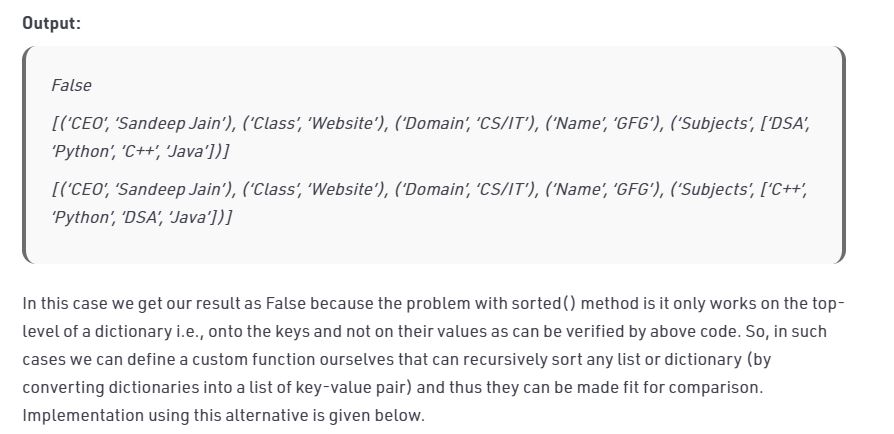 Output:
False
[(‘CEO’, ‘Sandeep Jain’), (‘Class’, ‘Website’), (‘Domain’, ‘CS/IT’), (‘Name’, ‘GFG’), (‘Subjects’, [‘DSA’,
‘Python’, ‘C++’, ‘Java’])]
[(‘CEO’, ‘Sandeep Jain’), (‘Class’, ‘Website’), (‘Domain’, ‘CS/IT’), (‘Name’, ‘GFG’), (‘Subjects’, [‘C++’,
‘Python’, ‘DSA’, ‘Java’])]
In this case we get our result as False because the problem with sorted() method is it only works on the top-
level of a dictionary i.e., onto the keys and not on their values as can be verified by above code. So, in such
cases we can define a custom function ourselves that can recursively sort any list or dictionary (by
converting dictionaries into a list of key-value pair) and thus they can be made fit for comparison.
Implementation using this alternative is given below.